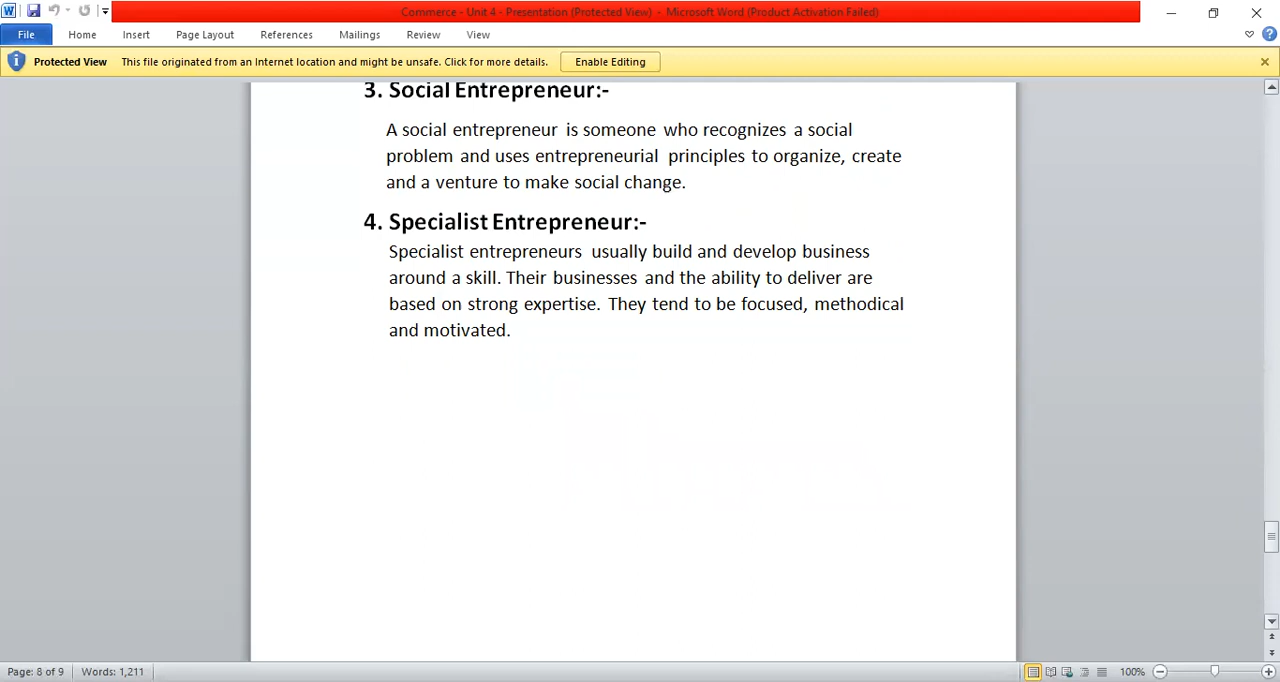 Commerce - Unit 4 - Presentation (Protected View) - Microsoft Word (Product Activation Failed)
File Home Insert Page Layout References Mailings Review View
Protected View This file originated from an Internet location and might be unsafe. Click for more details. Enable Editing
3. Social Entrepreneur:-
A social entrepreneur is someone who recognizes a social
problem and uses entrepreneurial principles to organize, create
and a venture to make social change.
4. Specialist Entrepreneur:-
Specialist entrepreneurs usually build and develop business
around a skill. Their businesses and the ability to deliver are
based on strong expertise. They tend to be focused, methodical
and motivated.
Page: 8 of 9 Words: 1,211 100%